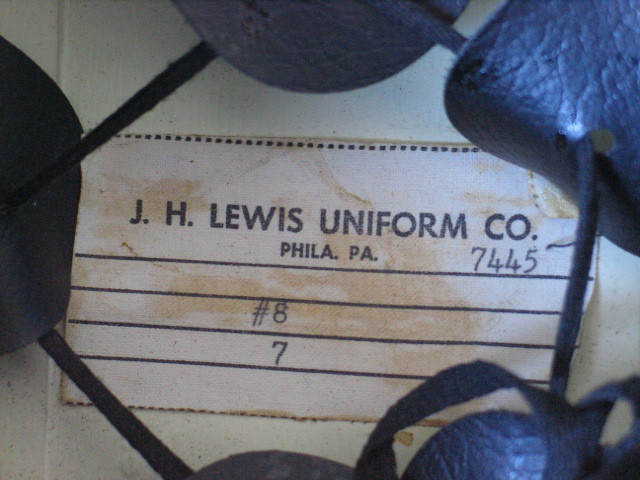 J. H. LEWIS UNIFORM CO.
PHILA. PA.
7445
#8
7